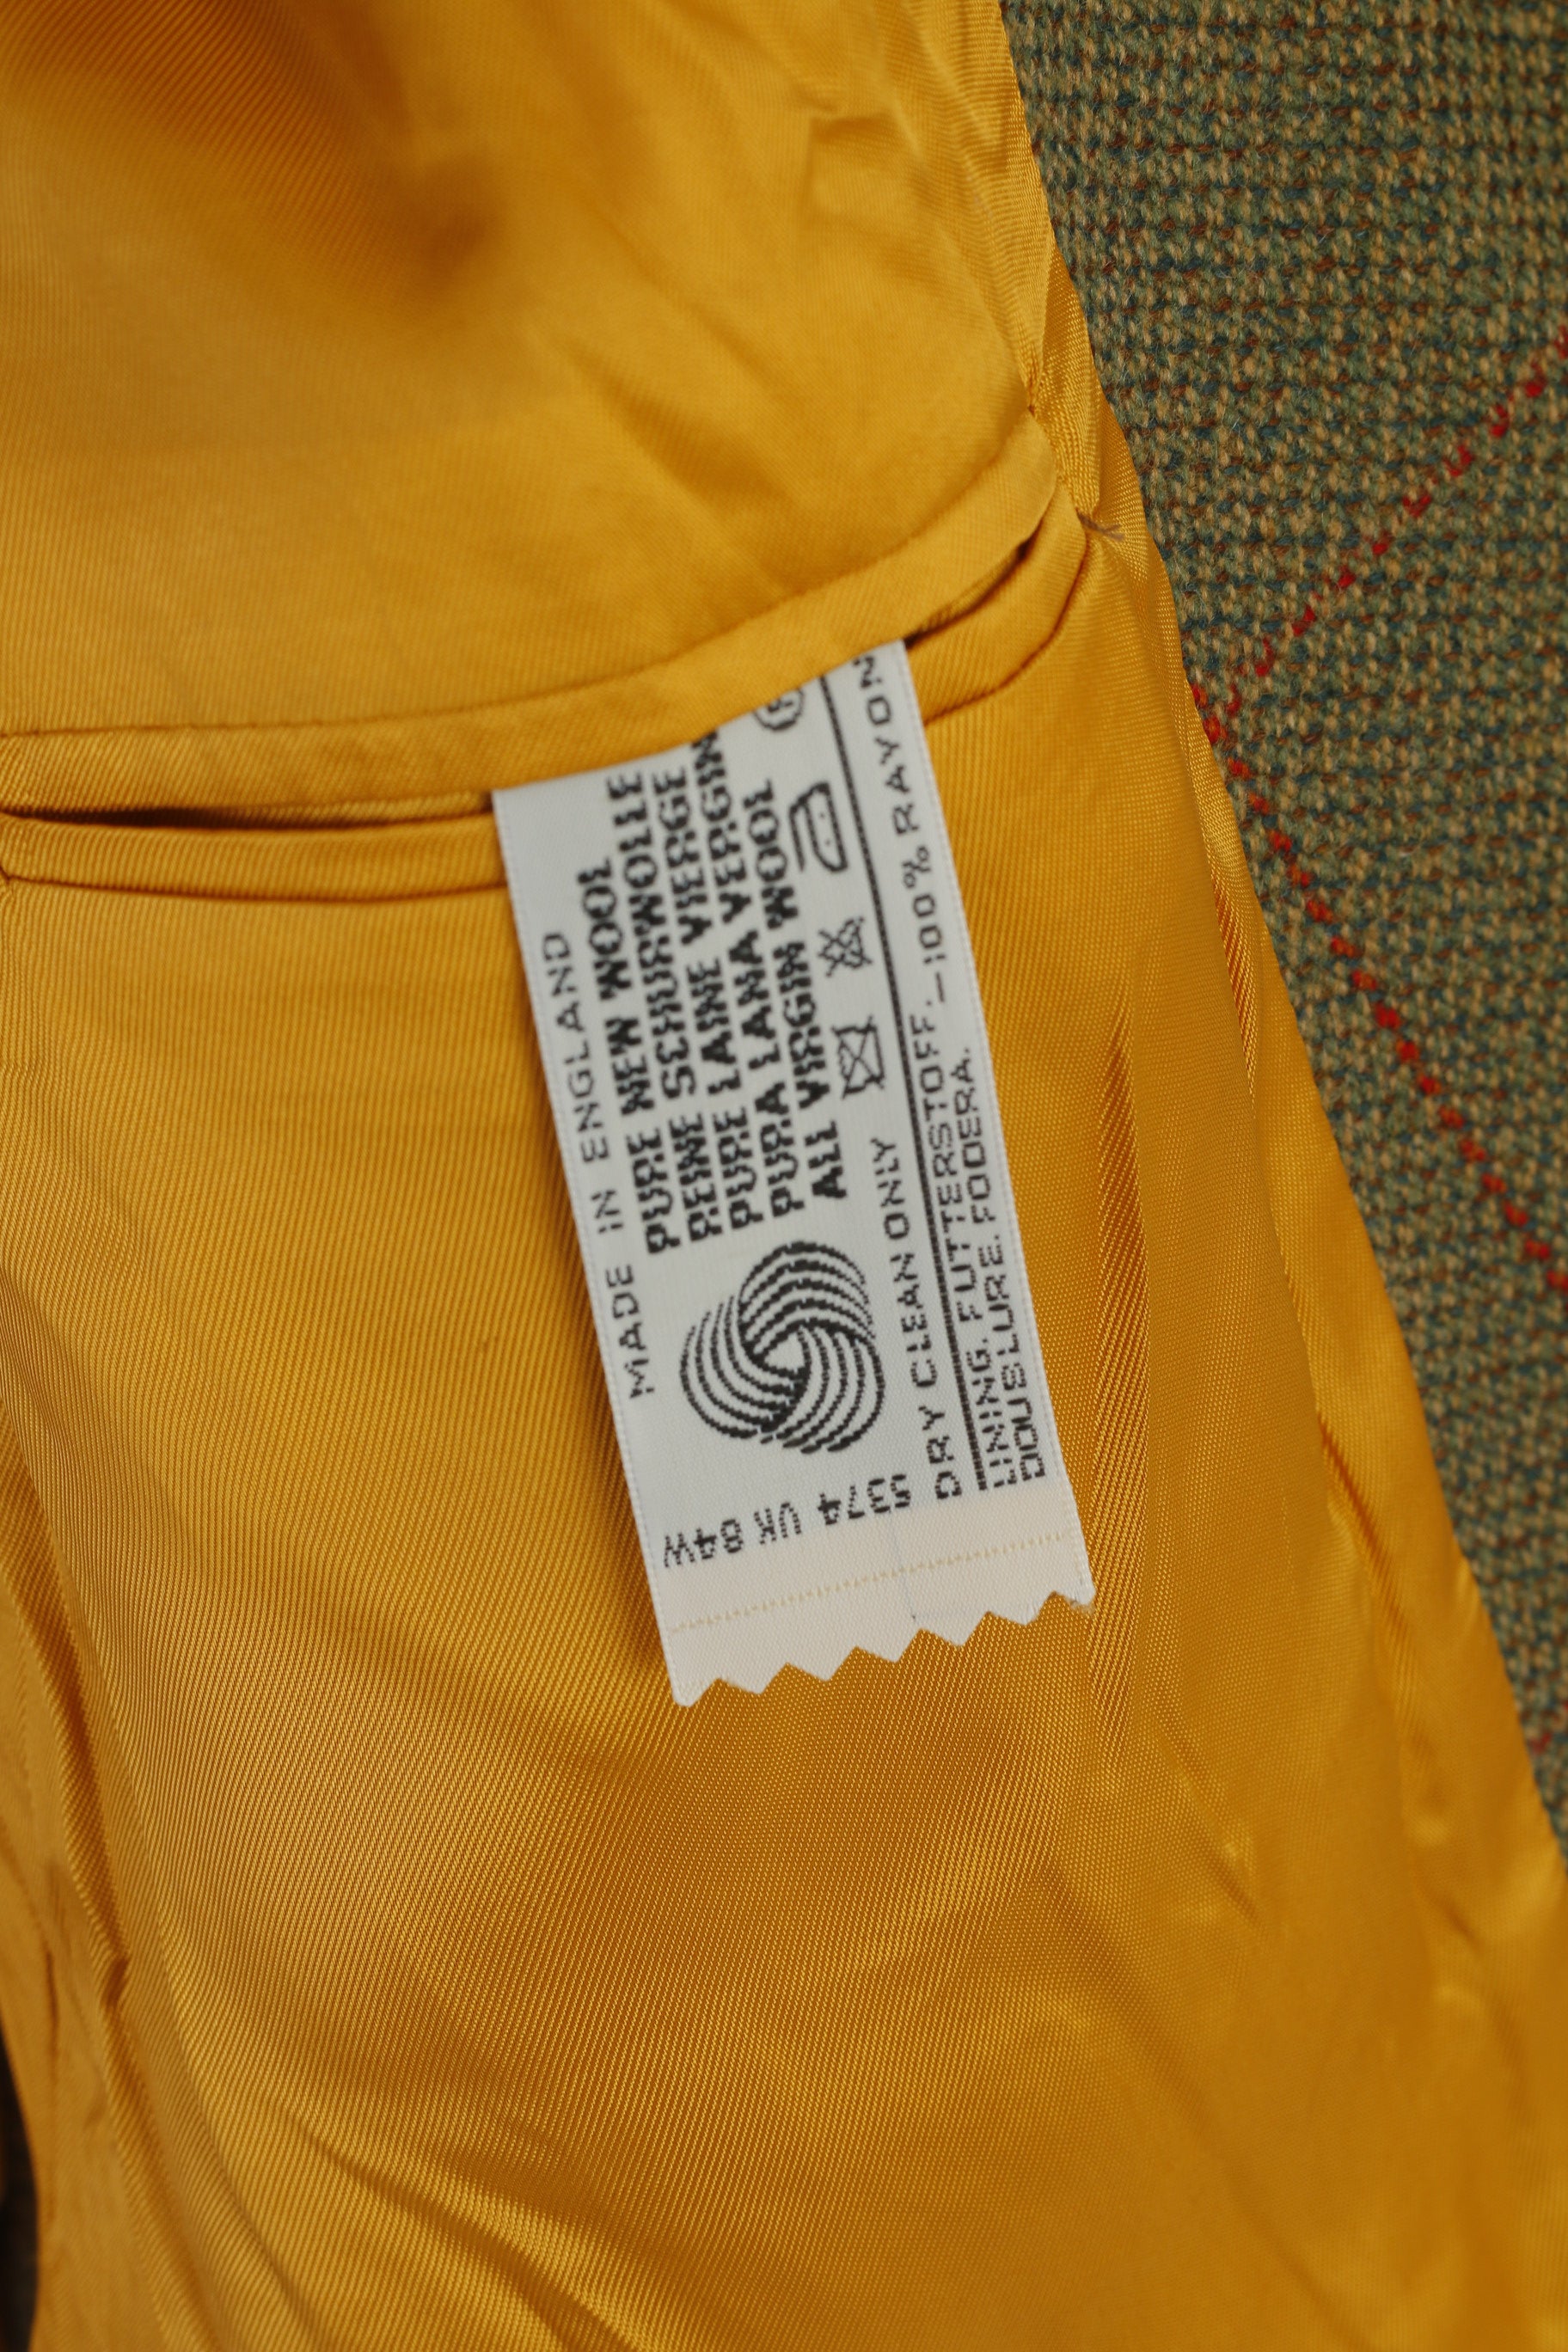 MADE IN ENGLAND
PURE NEW WOOL
REINE SCHURWOLLE
PURE LAINE VIERGE
PURA LANA VERGIN
ALL VIRGIN WOOL
DRY CLEAN ONLY
P
LINING. FUTTERSTOFF. —100% RAYON
DOUBLURE. FODERA.
5374 UK 84W